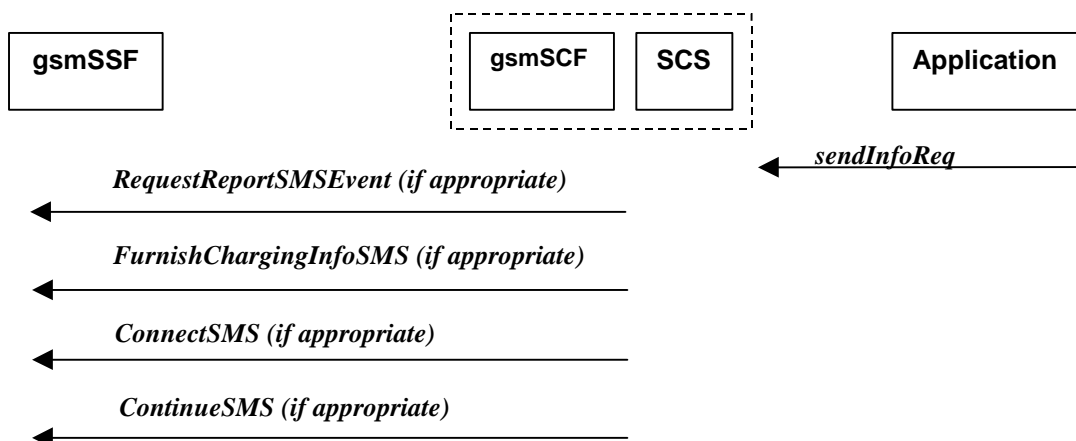 gsmSSF
gsmSCF
SCS
Application
sendInfoReq
RequestReportSMSEvent (if appropriate)
FurnishChargingInfoSMS (if appropriate)
ConnectSMS (if appropriate)
ContinueSMS (if appropriate)